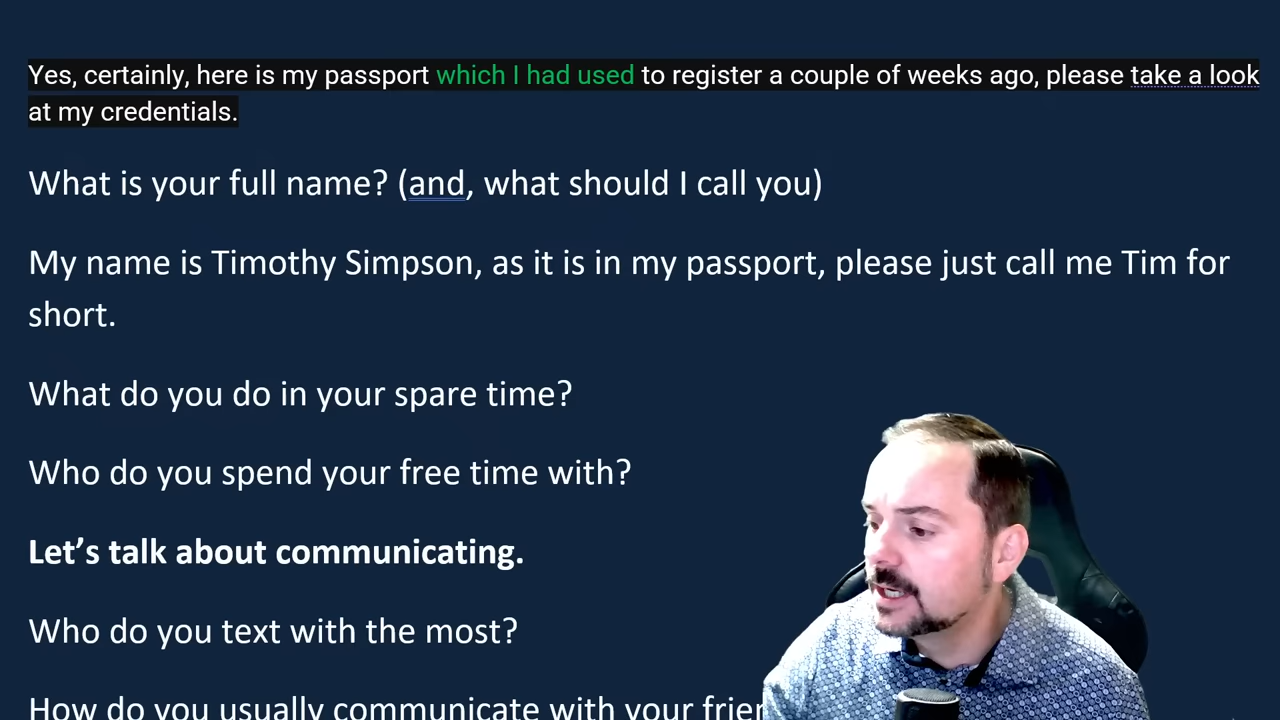 Yes, certainly, here is my passport which I had used to register a couple of weeks ago, please take a look
at my credentials.
What is your full name? (and, what should I call you)
My name is Timothy Simpson, as it is in my passport, please just call me Tim for
short.
What do you do in your spare time?
Who do you spend your free time with?
Let’s talk about communicating.
Who do you text with the most?
How do you usually communicate with your